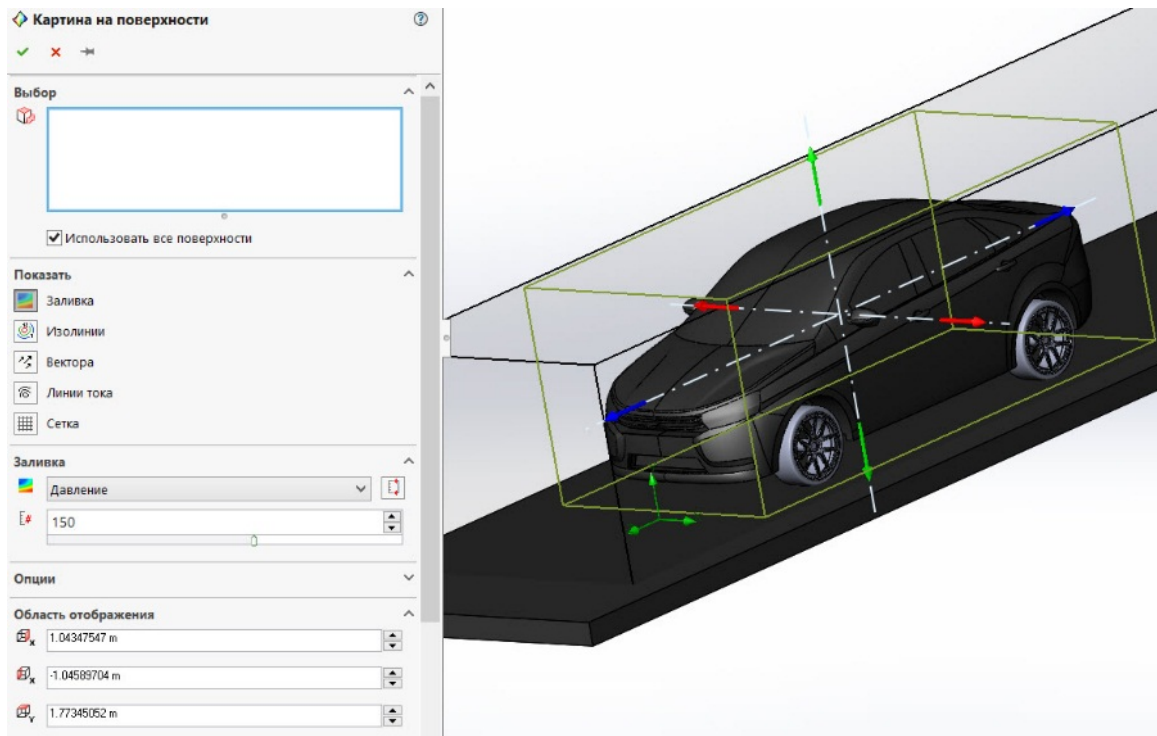 Картина на поверхности
Выбор
Использовать все поверхности
Показать
Заливка
Изолинии
Вектора
Линии тока
Сетка
Заливка
Давление
150
Опции
Область отображения
X 1.04347547 m
X -1.04589704 m
Y 1.77345052 m